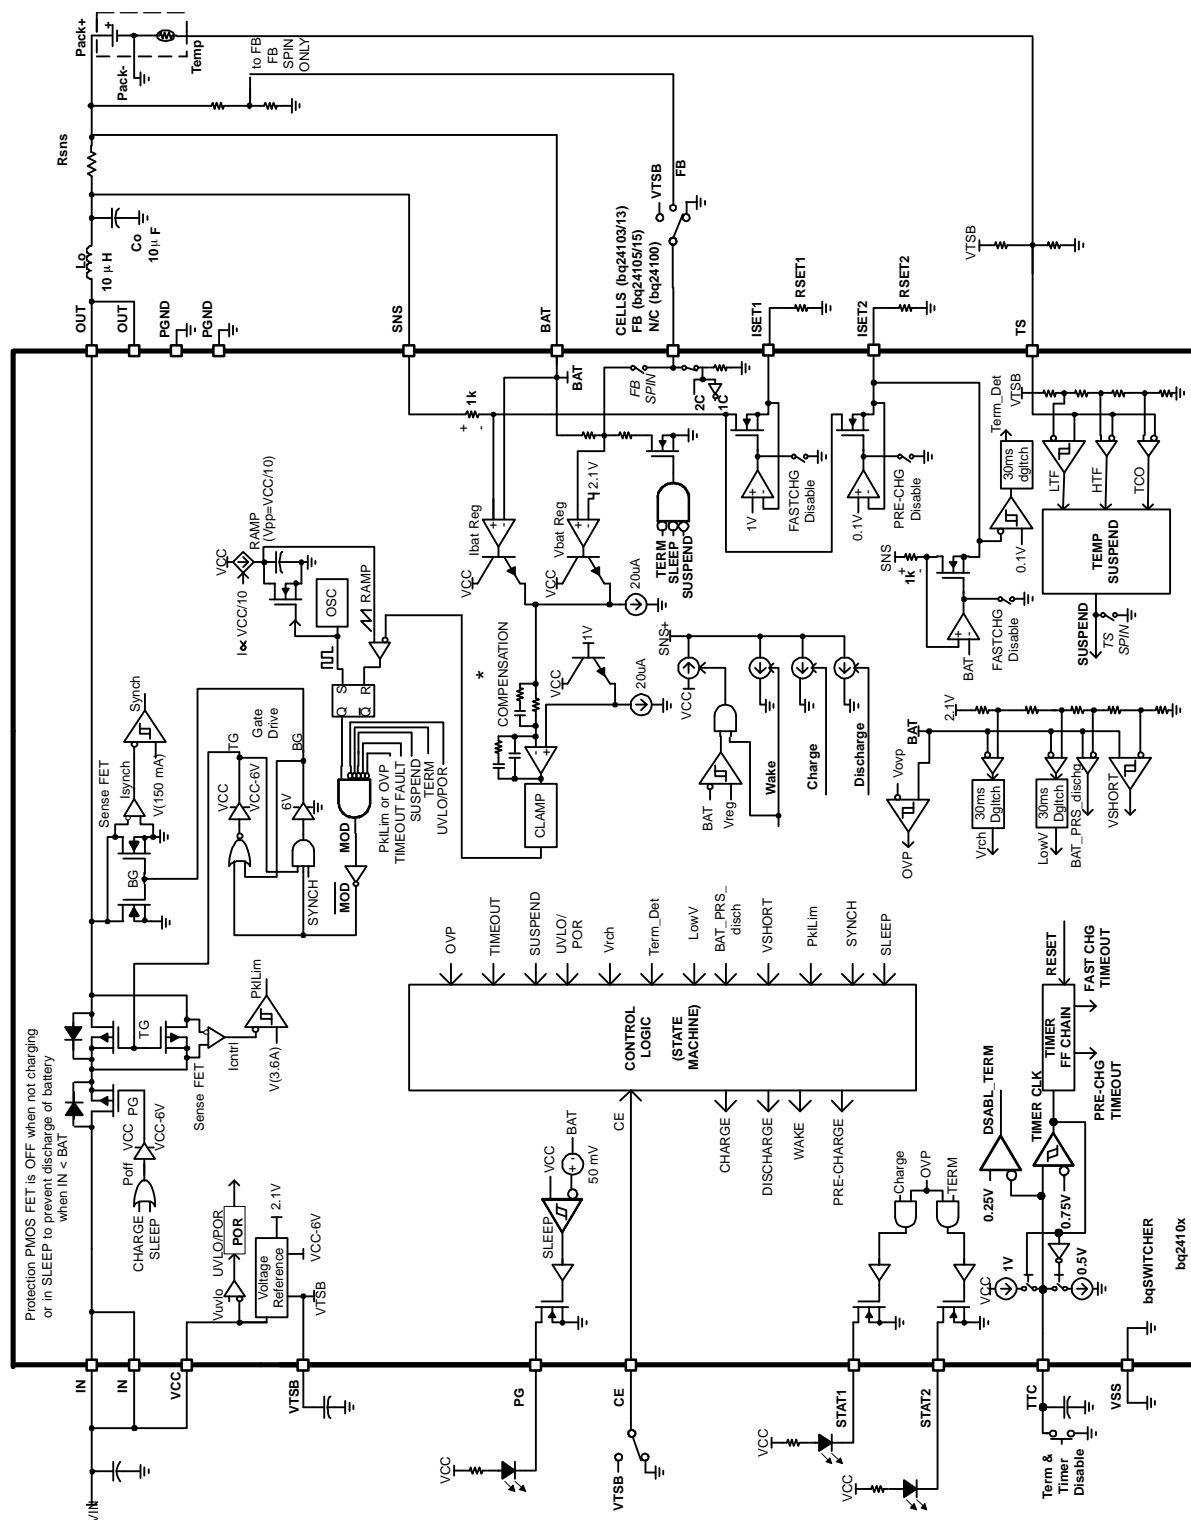 Pack+
Pack-
Temp
to FB
FB
SPIN
ONLY
Rsns
Co
10μ F
Lo
10 μ H
VTSB
FB
CELLS (bq24103/13)
FB (bq24105/15)
N/C (bq24100)
VTSB
OUT
OUT
PGND
PGND
SNS
BAT
ISET1
RSET1
ISET2
RSET2
TS
Protection PMOS FET is OFF when not charging
or in SLEEP to prevent discharge of battery
when IN < BAT
Poff
VCC
VCC-6V
PG
CHARGE
SLEEP
TG
Sense FET
Icntrl
PkILim
V(3.6A)
Sense FET
BG
Isynch
Synch
V(150 mA)
Gate
Drive
TG
VCC
VCC-6V
6V
BG
SYNCH
VCC
I∝ VCC/10
RAMP
(Vpp=VCC/10)
OSC
RAMP
S
Q
R
Q
MOD
MOD
PkILim or OVP
TIMEOUT FAULT
SUSPEND
TERM
UVLO/POR
1k
+
-
BAT
Ibat Reg
VCC
Vbat Reg
VCC
2.1V
20uA
*
COMPENSATION
VCC
1V
20uA
CLAMP
TERM
SLEEP
SUSPEND
FB
SPIN
2C
1C
1V
FASTCHG
Disable
0.1V
PRE-CHG
Disable
SNS+
VCC
BAT
Vreg
Wake
Charge
Discharge
SNS
1k
+
-
BAT
FASTCHG
Disable
0.1V
30ms
dgltch
Term_Det
VTSB
LTF
HTF
TCO
TEMP
SUSPEND
SUSPEND
TS
SPIN
BAT
2.1V
Vovp
OVP
30ms
Dgltch
Vrch
30ms
Dgltch
LowV
BAT_PRS_dischg
VSHORT
OVP
TIMEOUT
SUSPEND
UVLO/
POR
Vrch
Term_Det
LowV
BAT_PRS_
disch
VSHORT
PkILim
SYNCH
SLEEP
CONTROL
LOGIC
(STATE
MACHINE)
CE
CHARGE
DISCHARGE
WAKE
PRE-CHARGE
Vuvlo
UVLO/POR
POR
Voltage
Reference
2.1V
VCC-6V
VTSB
VCC
BAT
50 mV
SLEEP
Charge
OVP
TERM
DSABL_TERM
0.25V
TIMER CLK
0.75V
TIMER
FF CHAIN
RESET
FAST CHG
TIMEOUT
PRE-CHG
TIMEOUT
VCC
1V
0.5V
bqSWITCHER
bq2410x
IN
IN
VCC
VTSB
PG
CE
STAT1
STAT2
TTC
VSS
VIN
VCC
VTSB
VCC
VCC
Term &
Timer
Disable